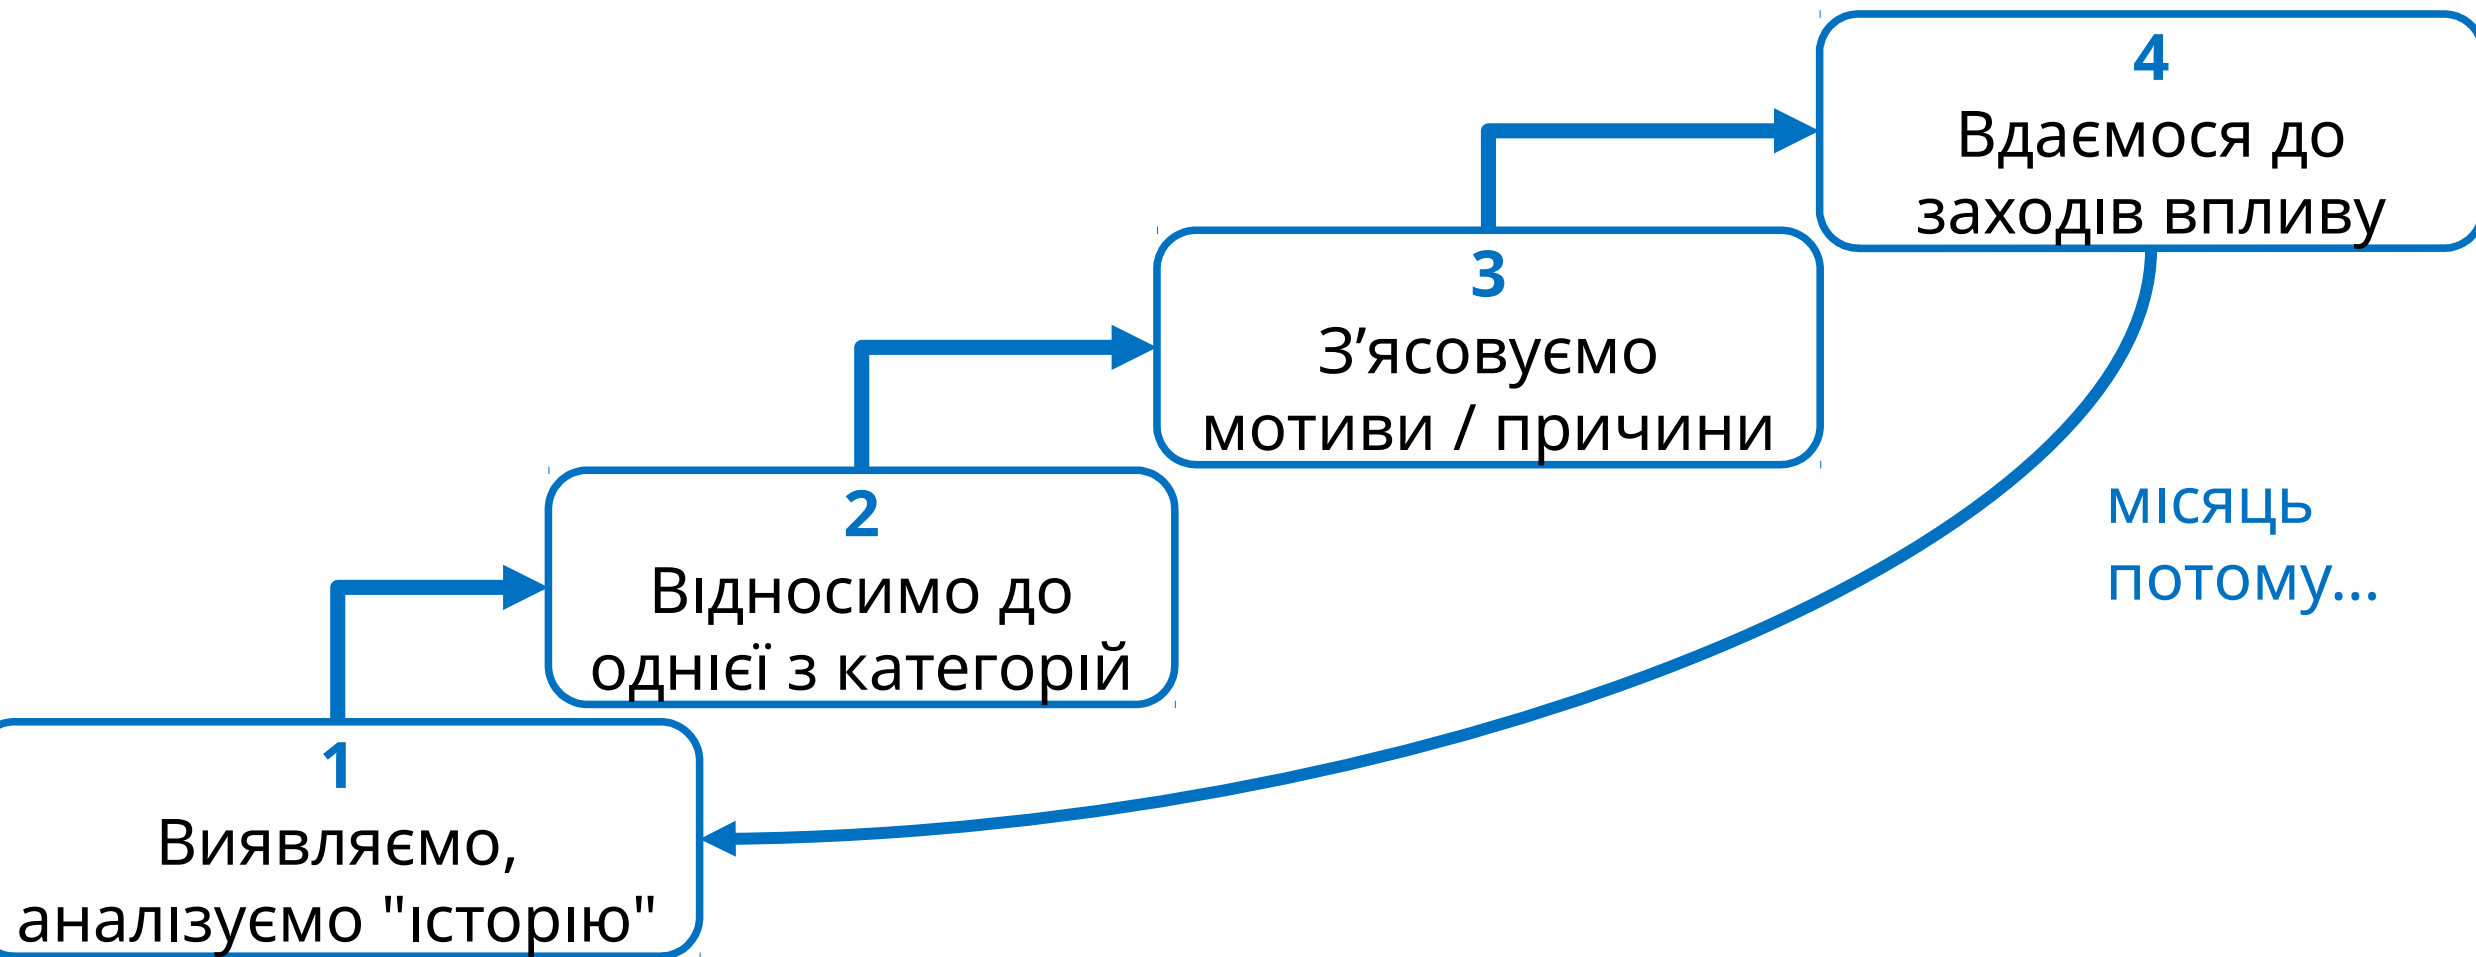 4
Вдаємося до
заходів впливу
3
З’ясовуємо
мотиви / причини
місяць
потому...
2
Відносимо до
однієї з категорій
1
Виявляємо,
аналізуємо "історію"